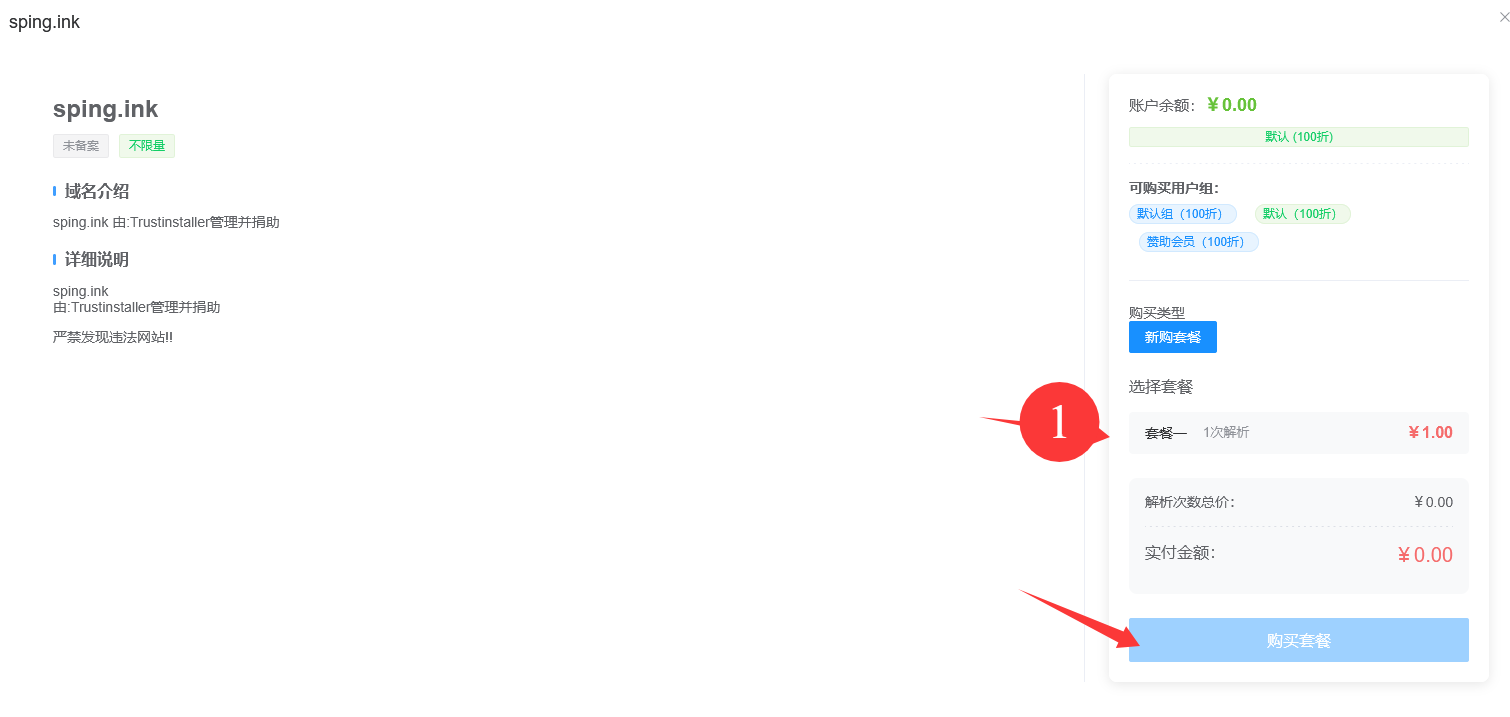 sping.ink
sping.ink
未备案 不限量
域名介绍
sping.ink 由:Trustinstaller管理并捐助
详细说明
sping.ink
由:Trustinstaller管理并捐助
严禁发现违法网站!!
账户余额： ¥ 0.00
默认 (100折)
可购买用户组：
默认组（100折） 默认（100折）
赞助会员（100折）
购买类型
新购套餐
选择套餐
1
套餐一 1次解析 ¥ 1.00
解析次数总价： ¥ 0.00
实付金额： ¥ 0.00
购买套餐